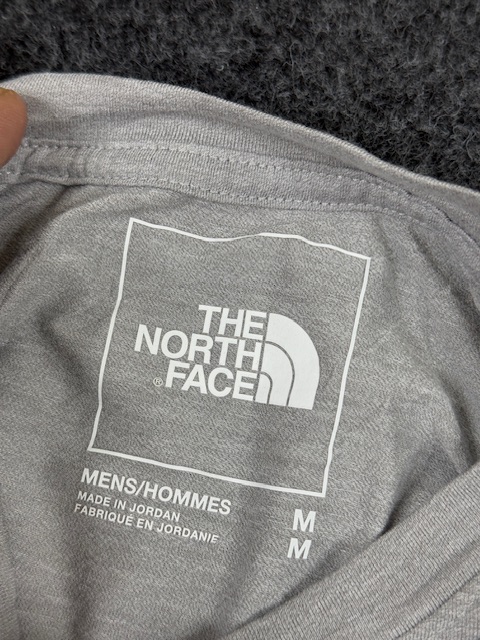 THE
NORTH
®FACE
MENS/HOMMES
MADE IN JORDAN
FABRIQUÉ EN JORDANIE
M
M